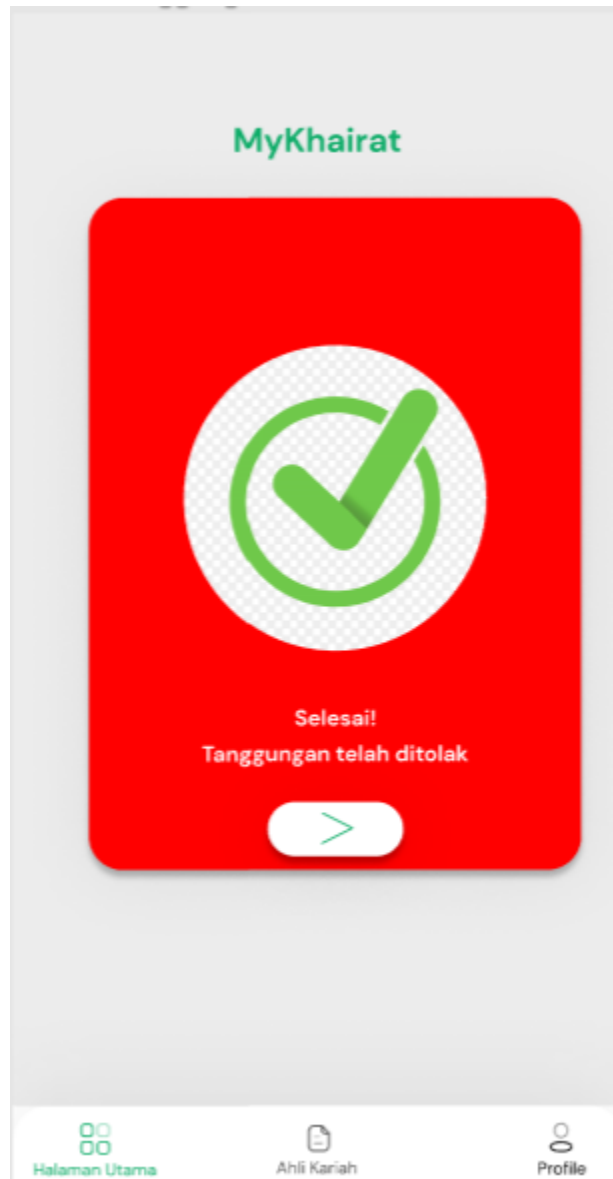 MyKhairat
Selesai!
Tanggungan telah ditolak
>
Halaman Utama
Ahli Kariah
Profile